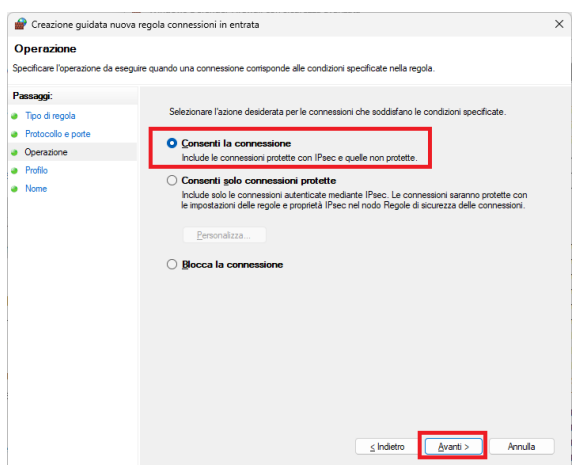 Creazione guidata nuova regola connessioni in entrata
Operazione
Specificare l'operazione da eseguire quando una connessione corrisponde alle condizioni specificate nella regola.
Passaggi:
Tipo di regola
Protocollo e porte
Operazione
Profilo
Nome
Selezionare l'azione desiderata per le connessioni che soddisfano le condizioni specificate.
Consenti la connessione
Include le connessioni protette con IPsec e quelle non protette.
Consenti solo connessioni protette
Include solo le connessioni autenticate mediante IPsec. Le connessioni saranno protette con
le impostazioni delle regole e proprietà IPsec nel nodo Regole di sicurezza delle connessioni.
Personalizza...
Blocca la connessione
< Indietro
Avanti >
Annulla